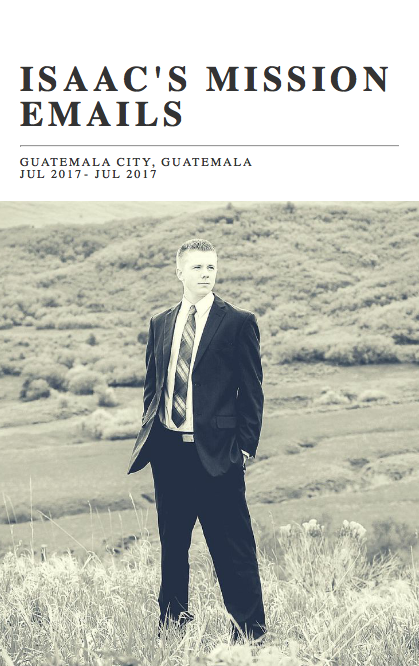 ISAAC'S MISSION
EMAILS
GUATEMALA CITY, GUATEMALA
JUL 2017- JUL 2017